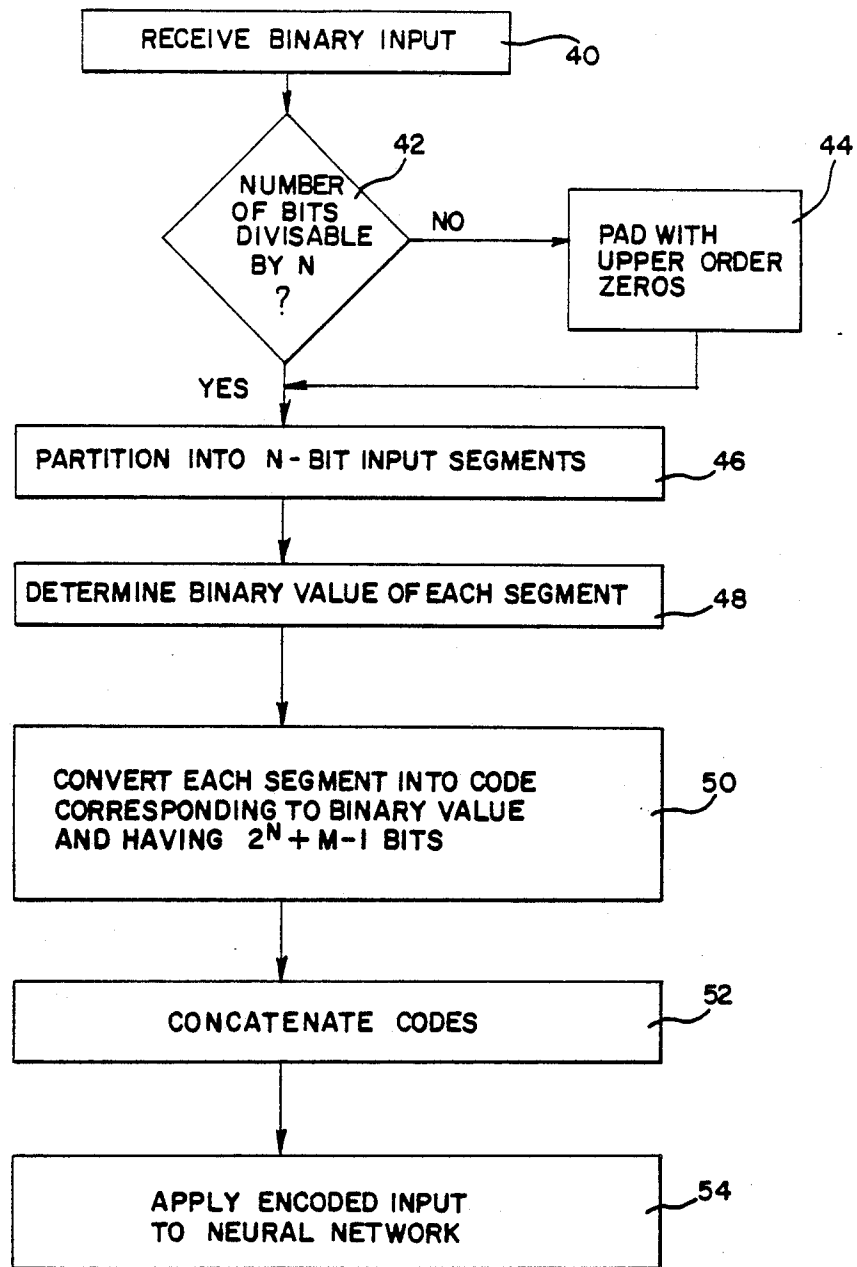 RECEIVE BINARY INPUT
40
42
NUMBER
OF BITS
DIVISABLE
BY N
?
NO
44
PAD WITH
UPPER ORDER
ZEROS
YES
PARTITION INTO N-BIT INPUT SEGMENTS
46
DETERMINE BINARY VALUE OF EACH SEGMENT
48
CONVERT EACH SEGMENT INTO CODE
CORRESPONDING TO BINARY VALUE
AND HAVING 2^N + M-1 BITS
50
CONCATENATE CODES
52
APPLY ENCODED INPUT
TO NEURAL NETWORK
54